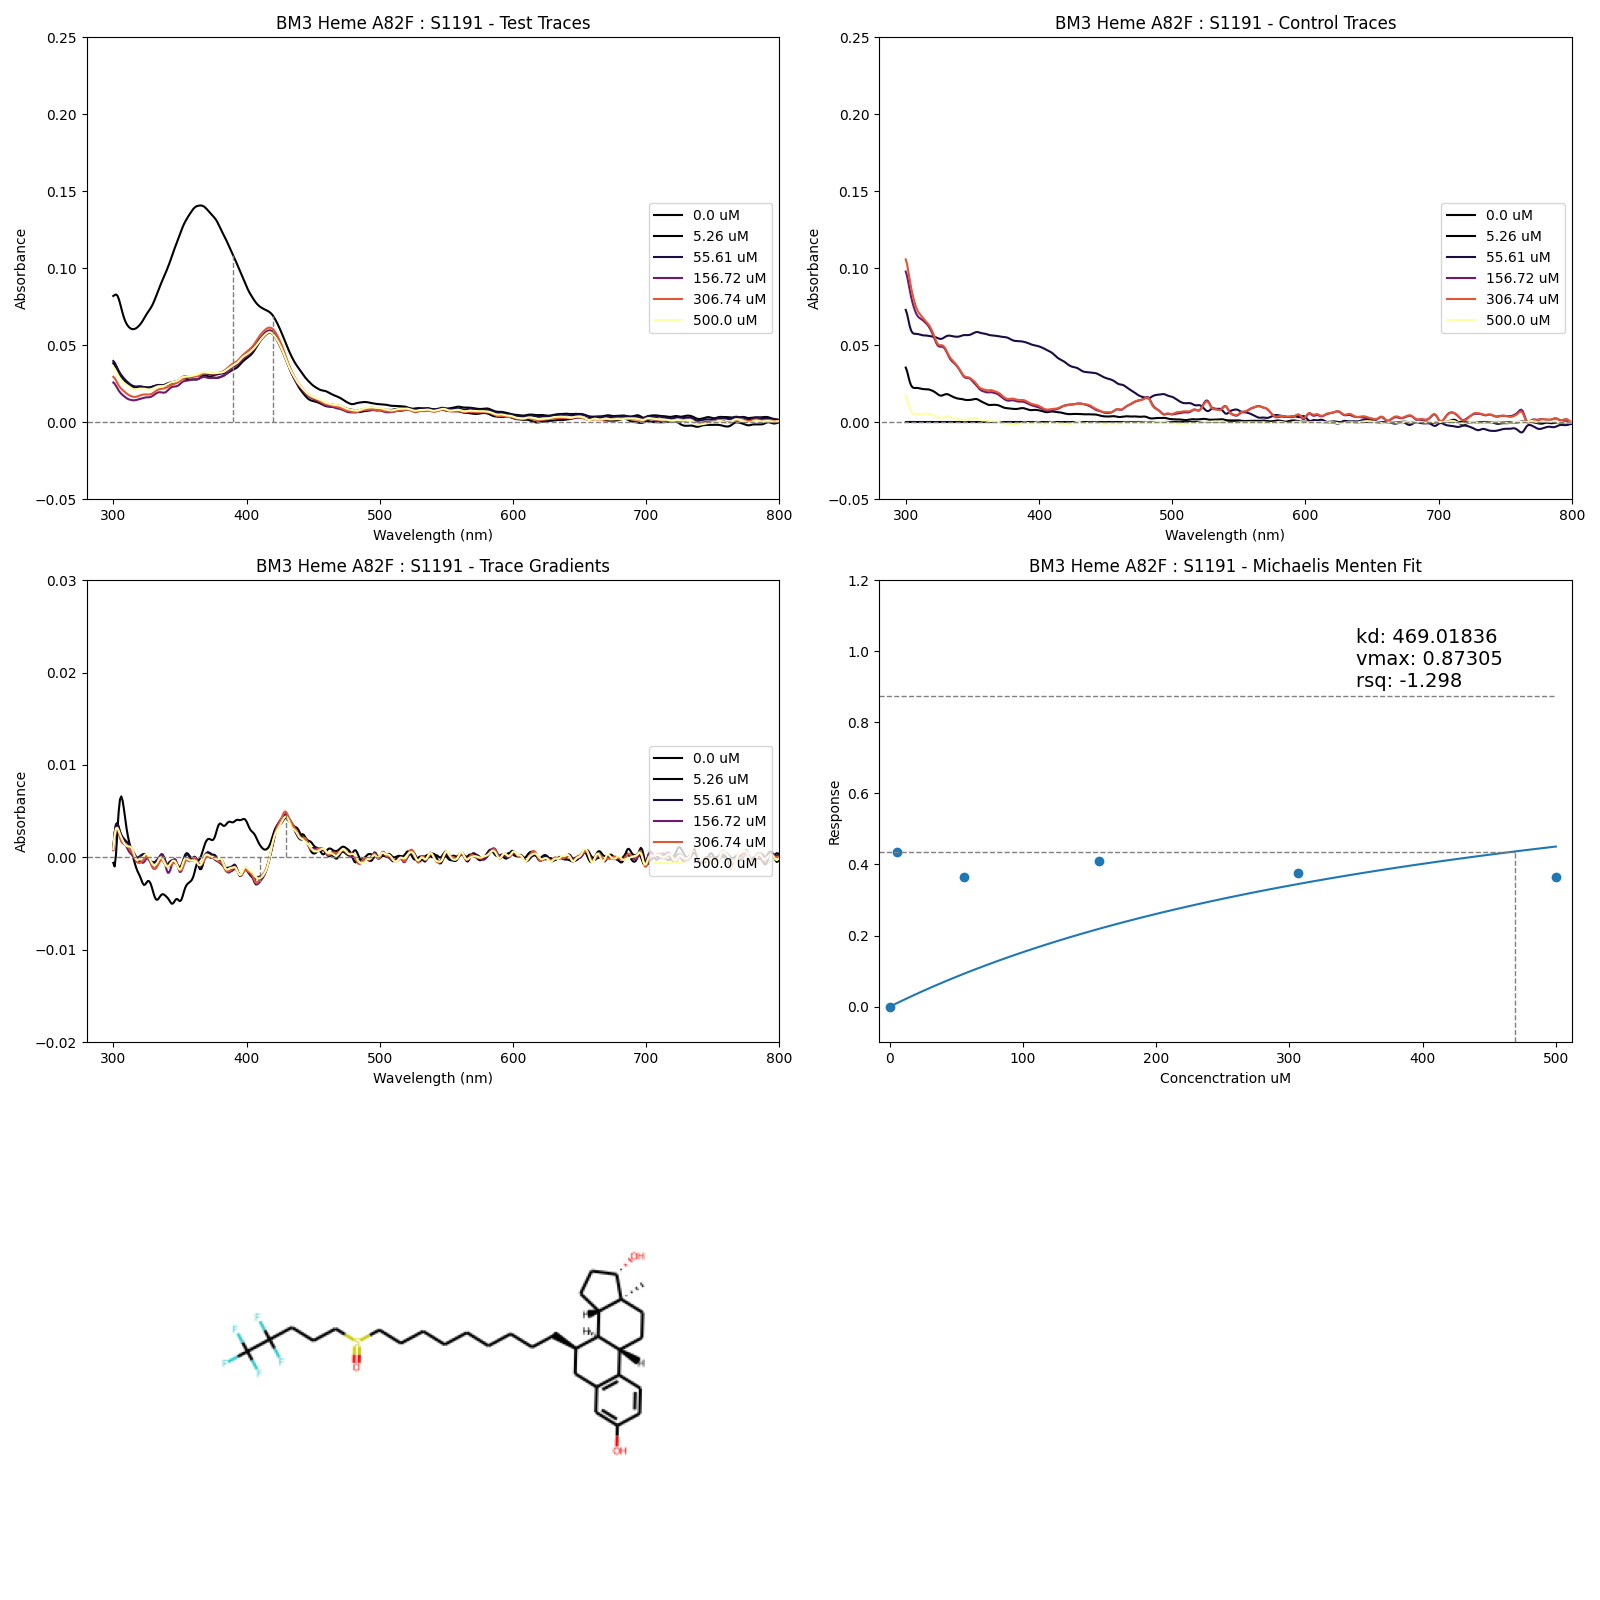 BM3 Heme A82F : S1191 - Test Traces
0.25
0.20
0.15
0.10
0.05
0.00
−0.05
Absorbance
300 400 500 600 700 800
Wavelength (nm)
0.0 uM
5.26 uM
55.61 uM
156.72 uM
306.74 uM
500.0 uM
BM3 Heme A82F : S1191 - Control Traces
0.25
0.20
0.15
0.10
0.05
0.00
−0.05
Absorbance
300 400 500 600 700 800
Wavelength (nm)
0.0 uM
5.26 uM
55.61 uM
156.72 uM
306.74 uM
500.0 uM
BM3 Heme A82F : S1191 - Trace Gradients
0.03
0.02
0.01
0.00
−0.01
−0.02
Absorbance
300 400 500 600 700 800
Wavelength (nm)
0.0 uM
5.26 uM
55.61 uM
156.72 uM
306.74 uM
500.0 uM
BM3 Heme A82F : S1191 - Michaelis Menten Fit
1.2
1.0
0.8
0.6
0.4
0.2
0.0
Response
kd: 469.01836
vmax: 0.87305
rsq: -1.298
0 100 200 300 400 500
Concenctration uM
OH
H
H
H
F
F
F
F
F
S
O
OH